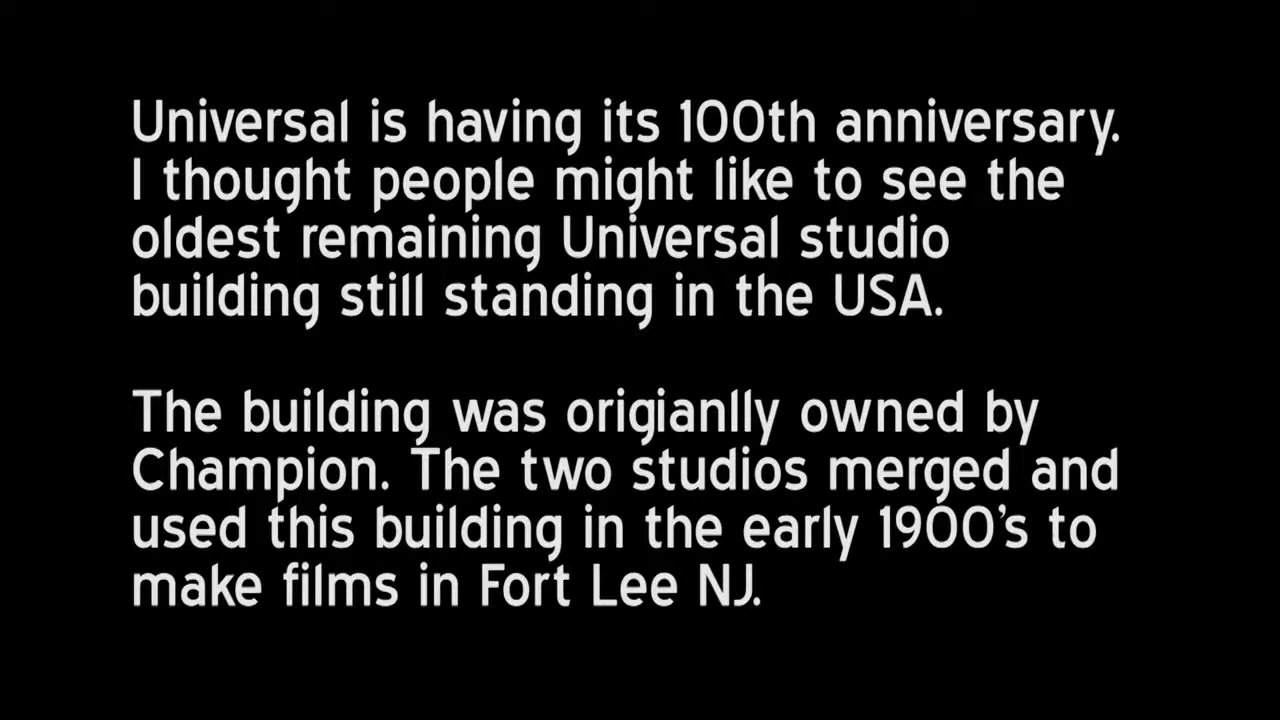 Universal is having its 100th anniversary.
I thought people might like to see the
oldest remaining Universal studio
building still standing in the USA.
The building was origianlly owned by
Champion. The two studios merged and
used this building in the early 1900's to
make films in Fort Lee NJ.